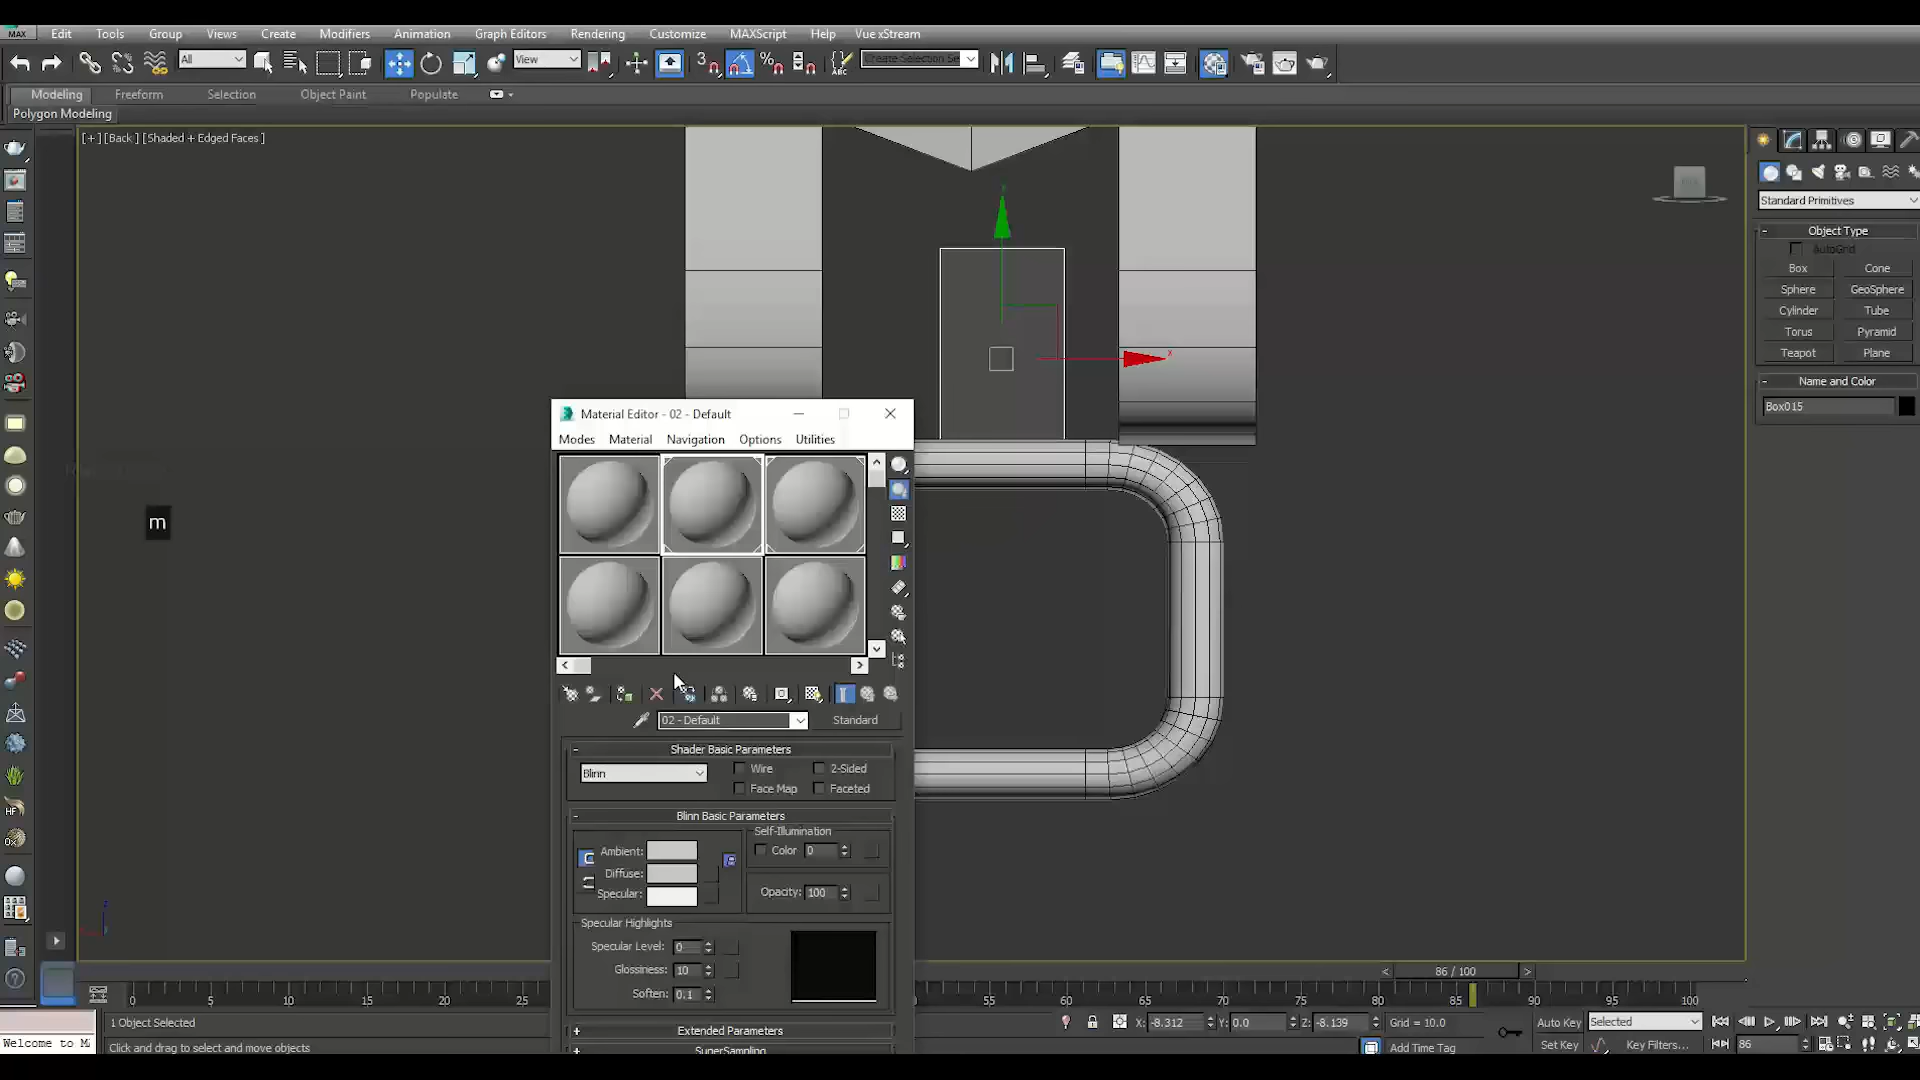 MAX Edit Tools Group Views Create Modifiers Animation Graph Editors Rendering Customize MAXScript Help Vue xStream
All View 3 % ABC Create Selection Se
Modeling Freeform Selection Object Paint Populate
Polygon Modeling
[+] [Back] [Shaded + Edged Faces]
x
Standard Primitives
- Object Type
AutoGrid
Box Cone
Sphere GeoSphere
Cylinder Tube
Torus Pyramid
Teapot Plane
- Name and Color
Box015
m
Material Editor - 02 - Default
Modes Material Navigation Options Utilities
02 - Default Standard
- Shader Basic Parameters
Blinn Wire 2-Sided
Face Map Faceted
- Blinn Basic Parameters
Self-Illumination
Ambient: Color 0
Diffuse:
Specular: Opacity: 100
Specular Highlights
Specular Level: 0
Glossiness: 10
Soften: 0.1
+ Extended Parameters
+ SuperSampling
HF
z
< 86 / 100 >
0 5 10 15 20 25 55 60 65 70 75 80 85 90 95 100
1 Object Selected X: -8.312 Y: 0.0 Z: -8.139 Grid = 10.0 Auto Key Selected
Welcome to M Click and drag to select and move objects Add Time Tag Set Key Key Filters... 86